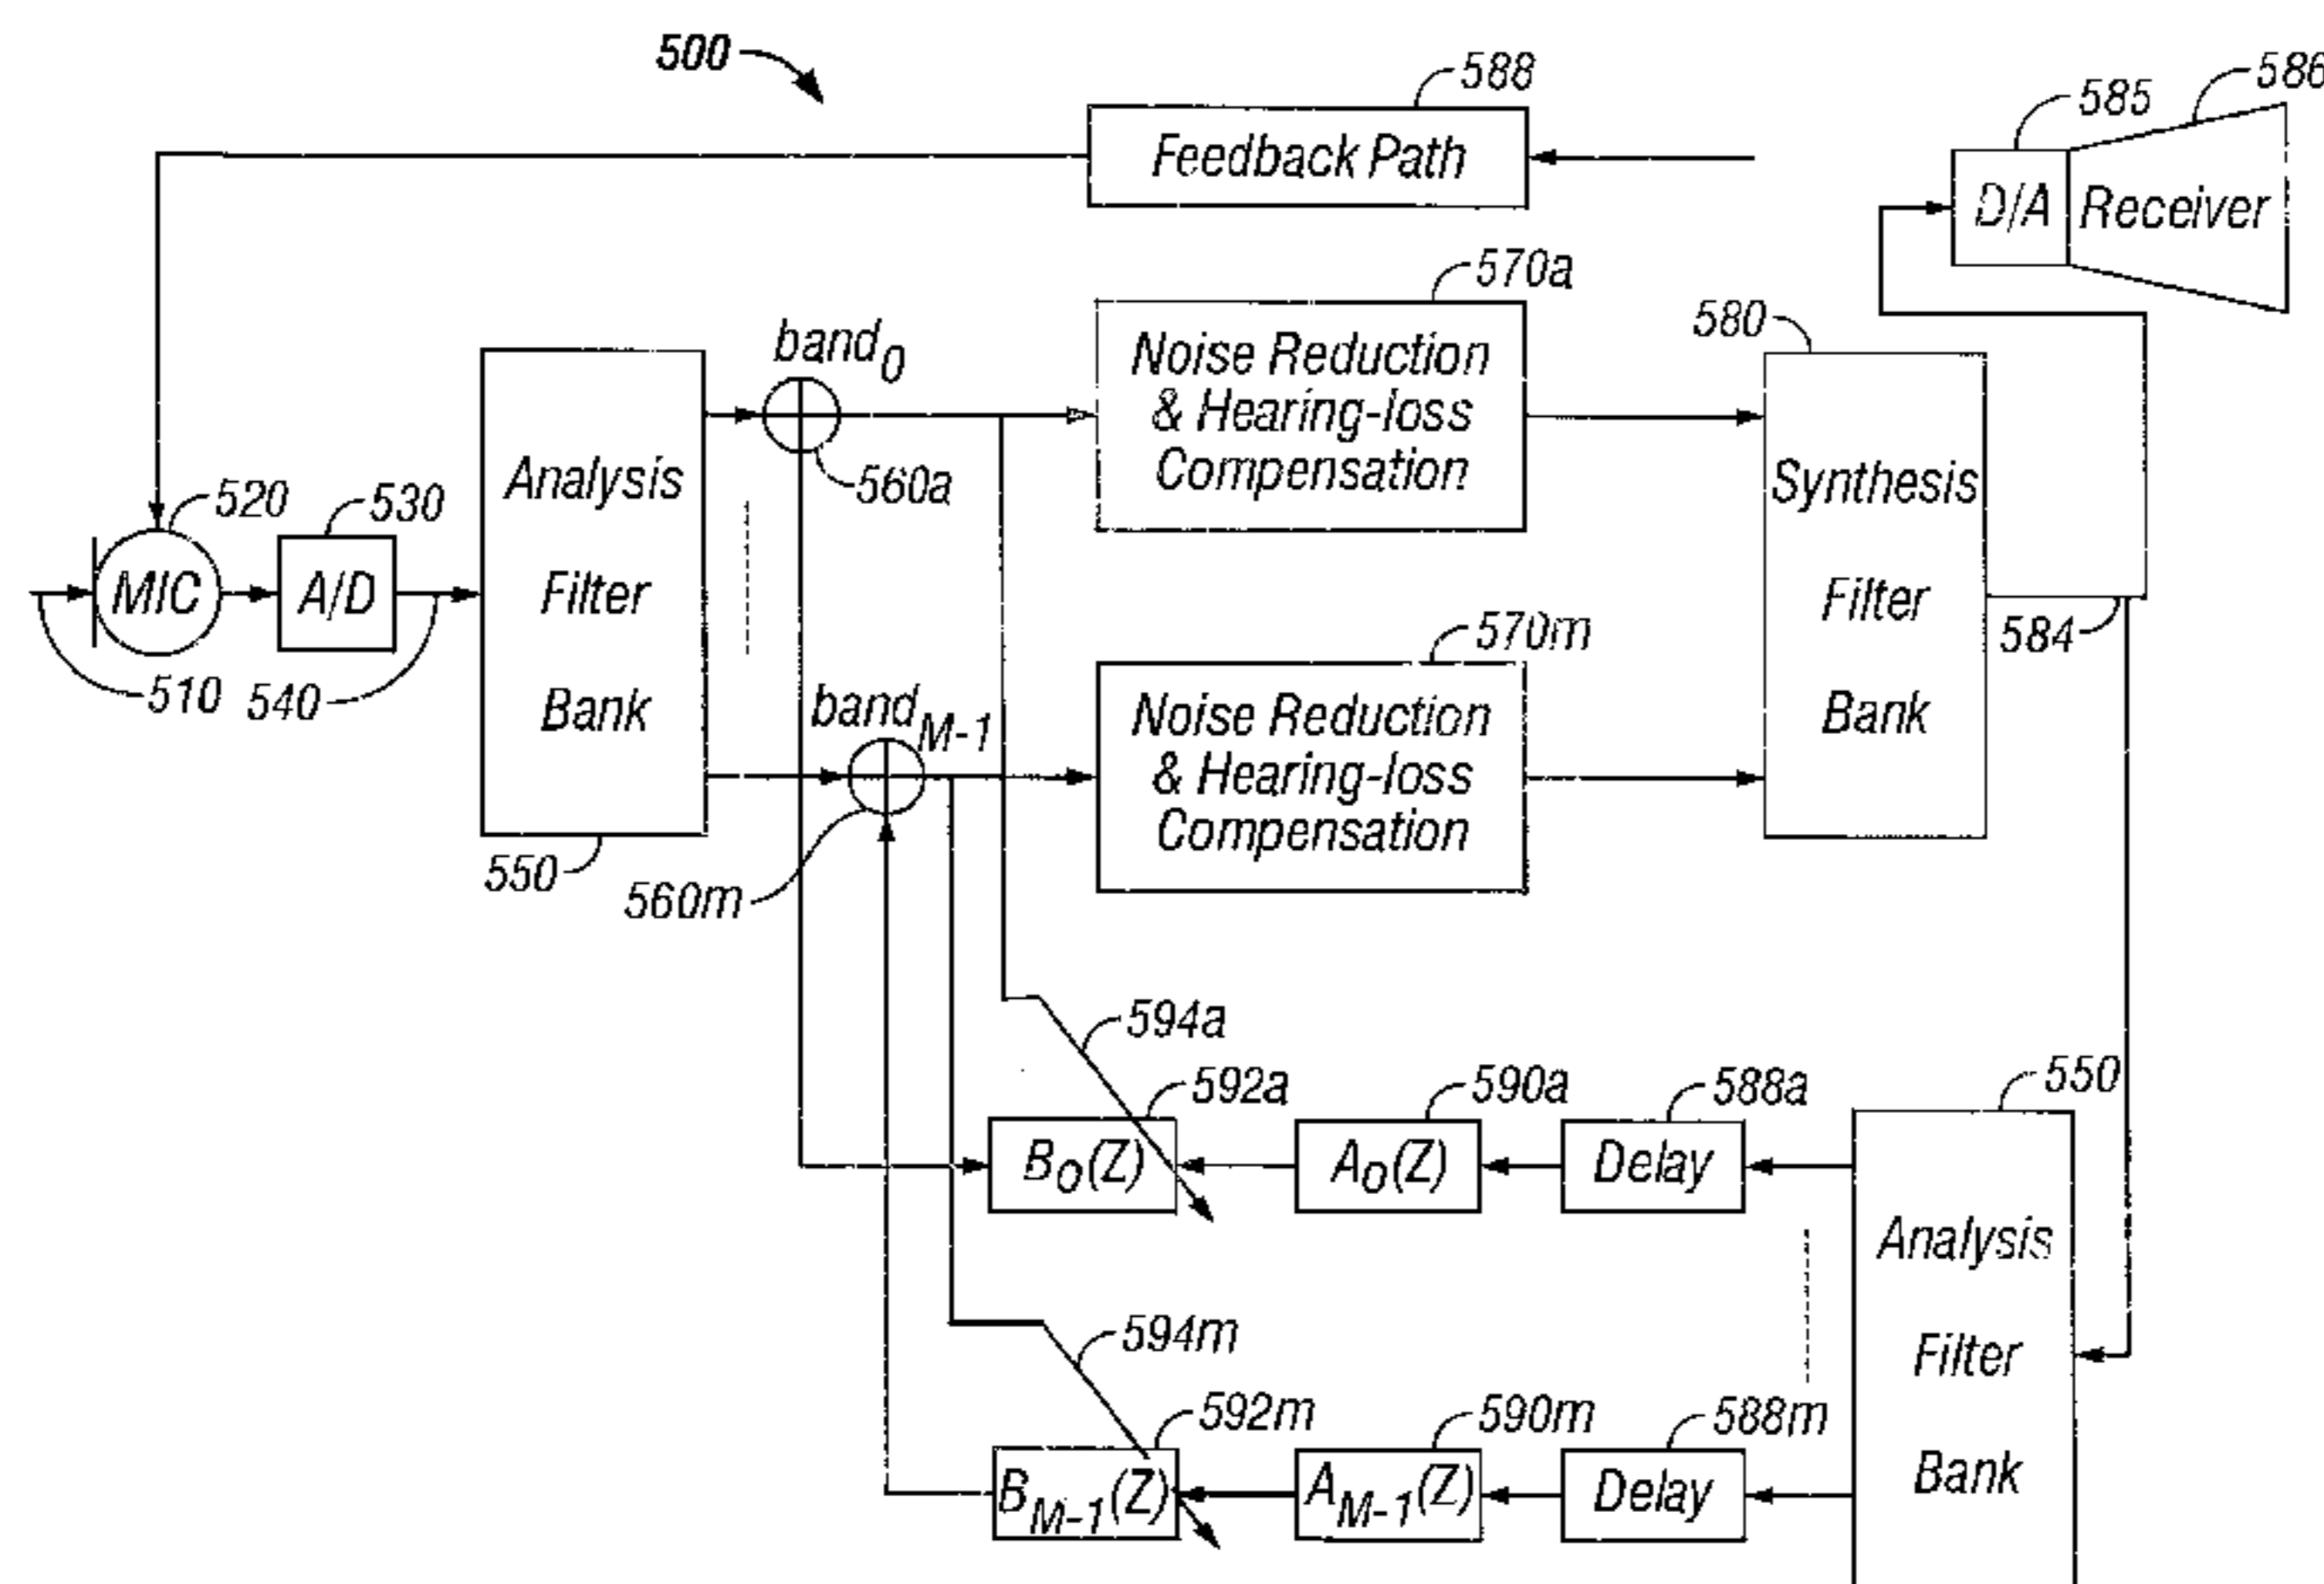 500
588
Feedback Path
585
586
D/A
Receiver
570a
Noise Reduction
& Hearing-loss
Compensation
580
band0
560a
Analysis
Filter
Bank
550
520
MIC
530
A/D
510
540
Synthesis
Filter
Bank
584
570m
Noise Reduction
& Hearing-loss
Compensation
bandM-1
560m
594a
592a
B0(Z)
590a
A0(Z)
588a
Delay
550
Analysis
Filter
Bank
594m
592m
BM-1(Z)
590m
AM-1(Z)
588m
Delay